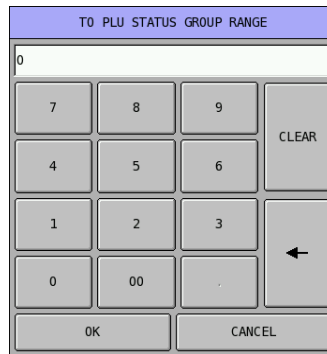 TO PLU STATUS GROUP RANGE
0
7 8 9
CLEAR
4 5 6
1 2 3
0 00 .
OK CANCEL